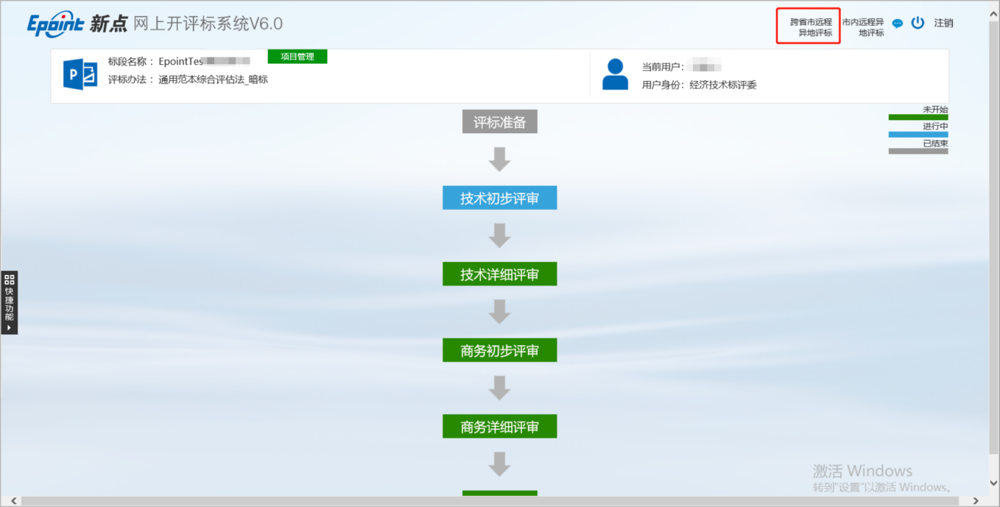 Epoint 新点 网上开评标系统V6.0
跨省市远程
异地评标
市内远程异
地评标
注销
标段名称： EpointTes
项目管理
评标办法： 通用范本综合评估法_暗标
当前用户：
用户身份： 经济技术标评委
未开始
进行中
已结束
评标准备
技术初步评审
技术详细评审
商务初步评审
商务详细评审
快捷功能
激活 Windows
转到"设置"以激活 Windows。